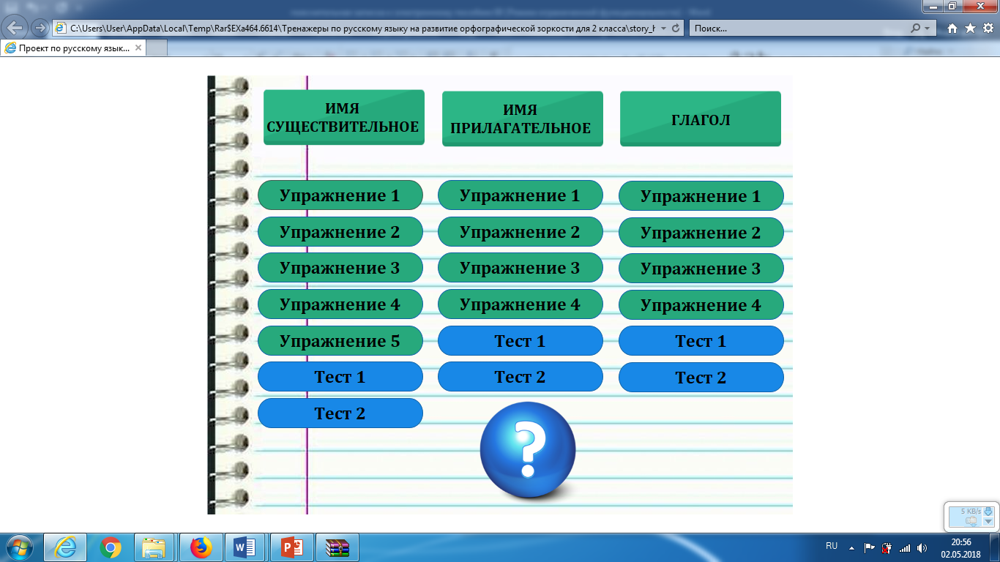 C:\Users\User\AppData\Local\Temp\Rar$EXa464.6614\Тренажеры по русскому языку на развитие орфографической зоркости для 2 класса\story_h
Поиск...
Проект по русскому язык...
ИМЯ
СУЩЕСТВИТЕЛЬНОЕ
ИМЯ
ПРИЛАГАТЕЛЬНОЕ
ГЛАГОЛ
Упражнение 1
Упражнение 1
Упражнение 1
Упражнение 2
Упражнение 2
Упражнение 2
Упражнение 3
Упражнение 3
Упражнение 3
Упражнение 4
Упражнение 4
Упражнение 4
Упражнение 5
Тест 1
Тест 1
Тест 1
Тест 2
Тест 2
Тест 2
?
5 KB/s
RU
20:56
02.05.2018